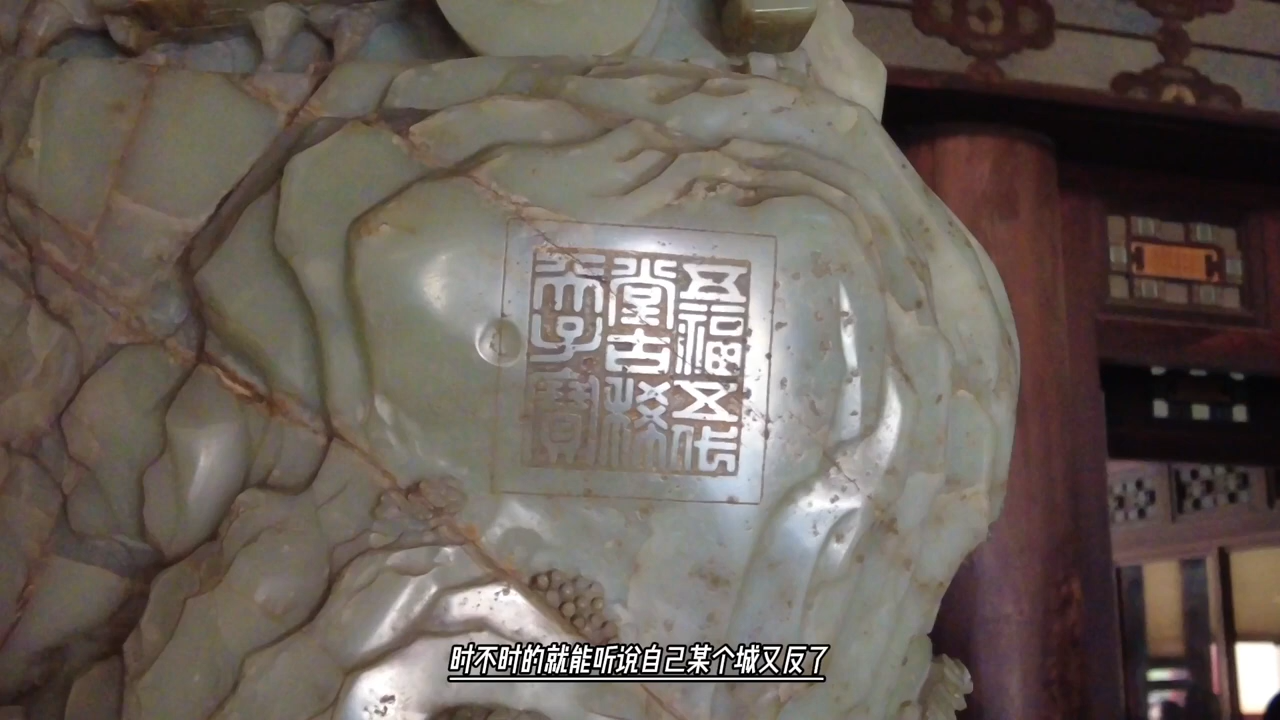 五福五代
堂古稀
天子寶
时不时的就能听说自己某个城又反了